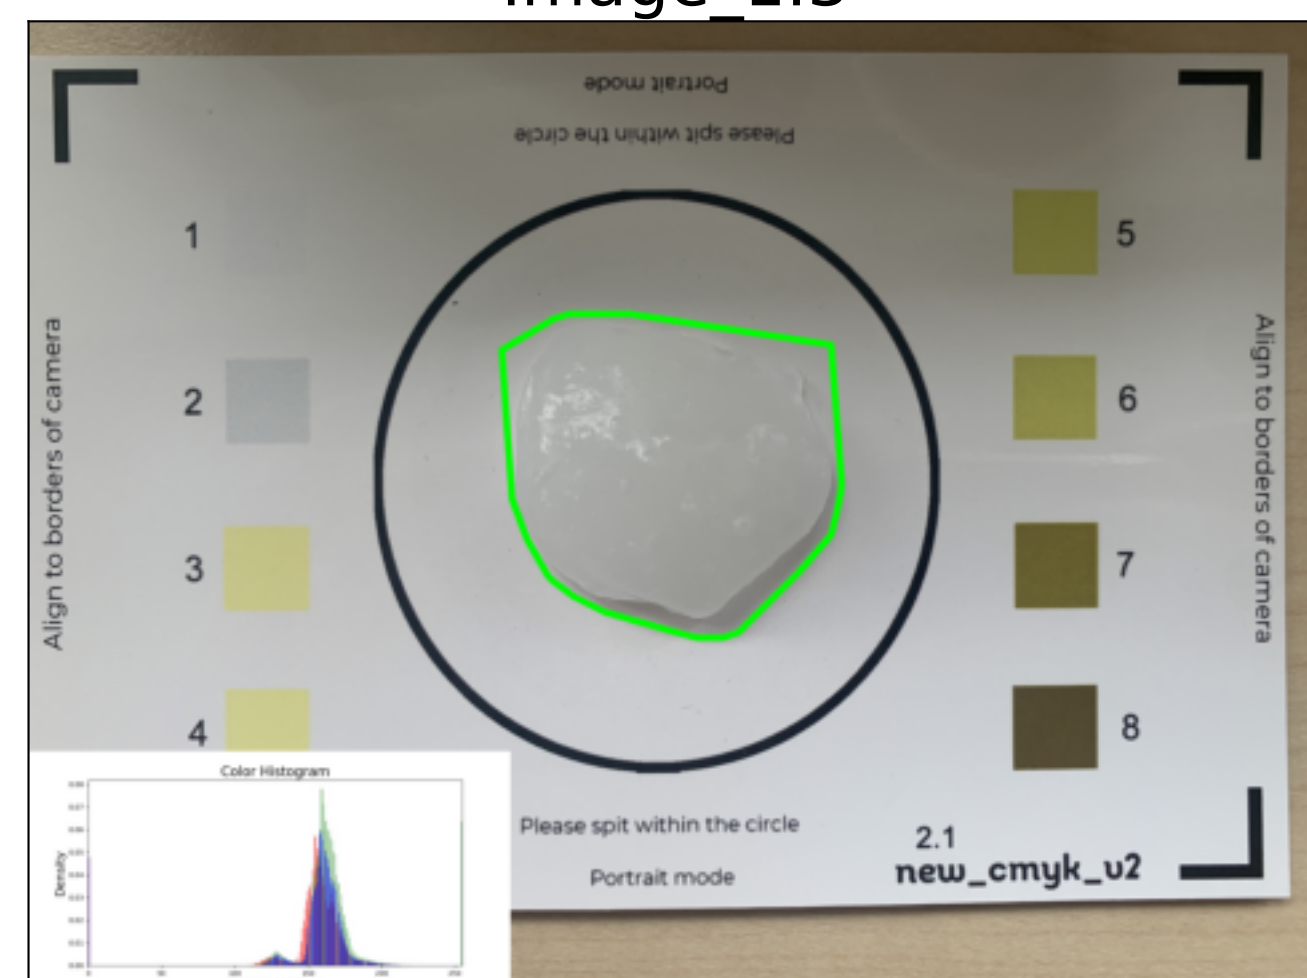 Portrait mode
Please spit within the circle
1
2
3
4
5
6
7
8
Align to borders of camera
Align to borders of camera
Please spit within the circle
Portrait mode
2.1
new_cmyk_v2
Color Histogram
Density